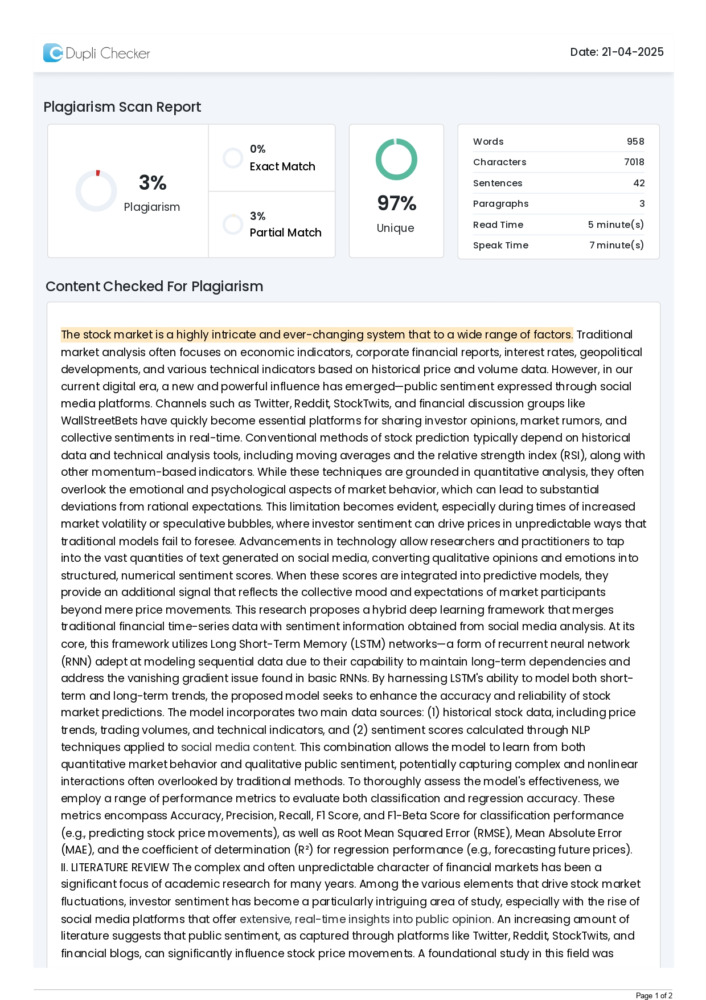 Dupli Checker
Date: 21-04-2025
Plagiarism Scan Report
3%
Plagiarism
0%
Exact Match
3%
Partial Match
97%
Unique
Words 958
Characters 7018
Sentences 42
Paragraphs 3
Read Time 5 minute(s)
Speak Time 7 minute(s)
Content Checked For Plagiarism
The stock market is a highly intricate and ever-changing system that to a wide range of factors. Traditional
market analysis often focuses on economic indicators, corporate financial reports, interest rates, geopolitical
developments, and various technical indicators based on historical price and volume data. However, in our
current digital era, a new and powerful influence has emerged—public sentiment expressed through social
media platforms. Channels such as Twitter, Reddit, StockTwits, and financial discussion groups like
WallStreetBets have quickly become essential platforms for sharing investor opinions, market rumors, and
collective sentiments in real-time. Conventional methods of stock prediction typically depend on historical
data and technical analysis tools, including moving averages and the relative strength index (RSI), along with
other momentum-based indicators. While these techniques are grounded in quantitative analysis, they often
overlook the emotional and psychological aspects of market behavior, which can lead to substantial
deviations from rational expectations. This limitation becomes evident, especially during times of increased
market volatility or speculative bubbles, where investor sentiment can drive prices in unpredictable ways that
traditional models fail to foresee. Advancements in technology allow researchers and practitioners to tap
into the vast quantities of text generated on social media, converting qualitative opinions and emotions into
structured, numerical sentiment scores. When these scores are integrated into predictive models, they
provide an additional signal that reflects the collective mood and expectations of market participants
beyond mere price movements. This research proposes a hybrid deep learning framework that merges
traditional financial time-series data with sentiment information obtained from social media analysis. At its
core, this framework utilizes Long Short-Term Memory (LSTM) networks—a form of recurrent neural network
(RNN) adept at modeling sequential data due to their capability to maintain long-term dependencies and
address the vanishing gradient issue found in basic RNNs. By harnessing LSTM's ability to model both short-
term and long-term trends, the proposed model seeks to enhance the accuracy and reliability of stock
market predictions. The model incorporates two main data sources: (1) historical stock data, including price
trends, trading volumes, and technical indicators, and (2) sentiment scores calculated through NLP
techniques applied to social media content. This combination allows the model to learn from both
quantitative market behavior and qualitative public sentiment, potentially capturing complex and nonlinear
interactions often overlooked by traditional methods. To thoroughly assess the model's effectiveness, we
employ a range of performance metrics to evaluate both classification and regression accuracy. These
metrics encompass Accuracy, Precision, Recall, F1 Score, and F1-Beta Score for classification performance
(e.g., predicting stock price movements), as well as Root Mean Squared Error (RMSE), Mean Absolute Error
(MAE), and the coefficient of determination (R²) for regression performance (e.g., forecasting future prices).
II. LITERATURE REVIEW The complex and often unpredictable character of financial markets has been a
significant focus of academic research for many years. Among the various elements that drive stock market
fluctuations, investor sentiment has become a particularly intriguing area of study, especially with the rise of
social media platforms that offer extensive, real-time insights into public opinion. An increasing amount of
literature suggests that public sentiment, as captured through platforms like Twitter, Reddit, StockTwits, and
financial blogs, can significantly influence stock price movements. A foundational study in this field was
Page 1 of 2